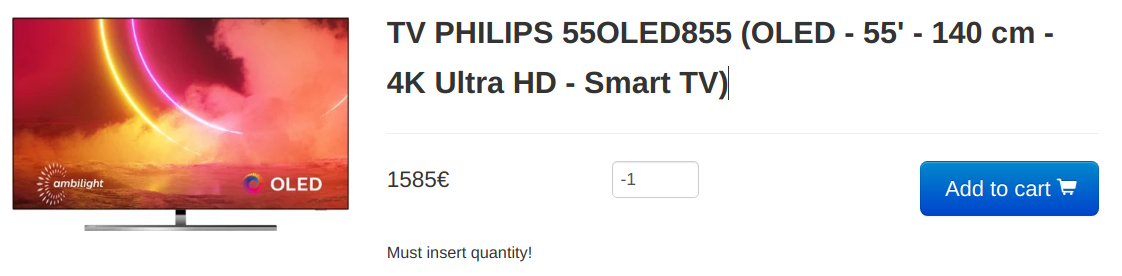 TV PHILIPS 55OLED855 (OLED - 55' - 140 cm -
4K Ultra HD - Smart TV)
ambilight
OLED
1585€
-1
Add to cart
Must insert quantity!